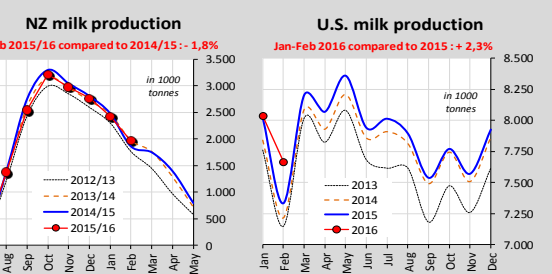 NZ milk production
b 2015/16 compared to 2014/15 : - 1,8%
in 1000
tonnes
3.500
3.000
2.500
2.000
1.500
1.000
500
0
2012/13
2013/14
2014/15
2015/16
Aug
Sep
Oct
Nov
Dec
Jan
Feb
Mar
Apr
May
U.S. milk production
Jan-Feb 2016 compared to 2015 : + 2,3%
in 1000
tonnes
8.500
8.250
8.000
7.750
7.500
7.250
7.000
2013
2014
2015
2016
Jan
Feb
Mar
Apr
May
Jun
Jul
Aug
Sep
Oct
Nov
Dec